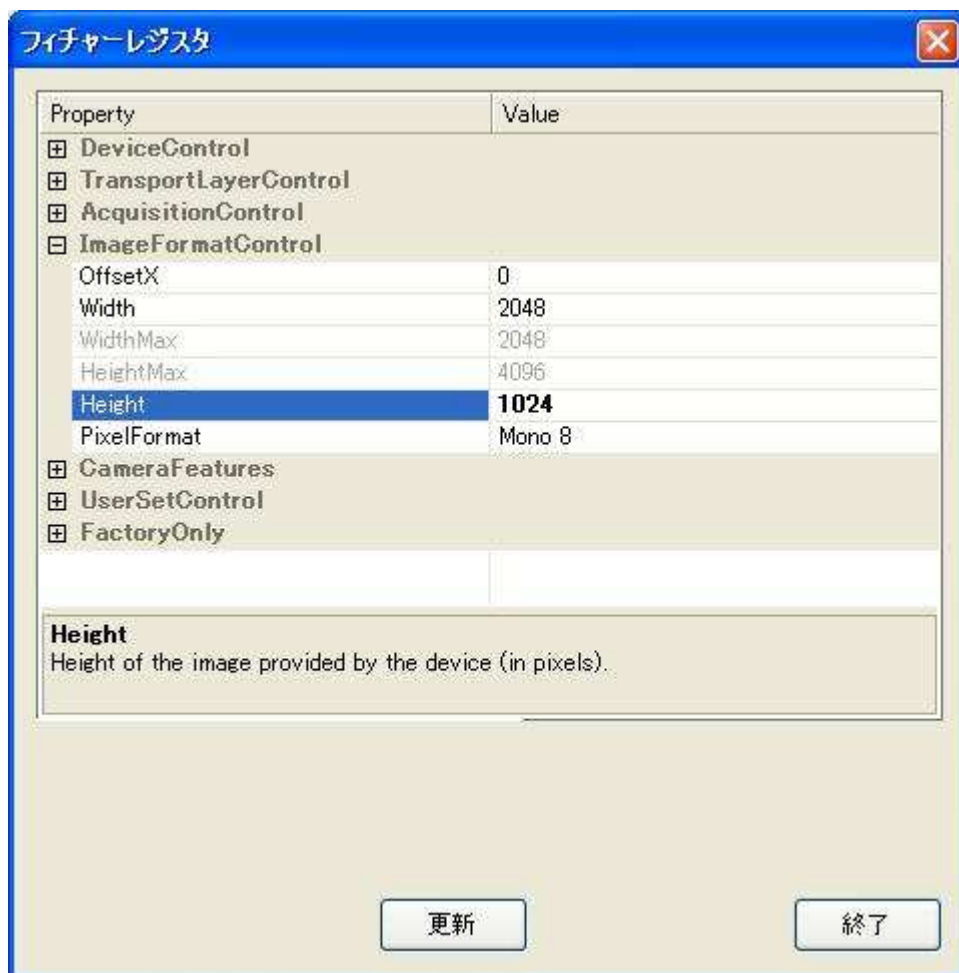 フィチャーレジスタ
Property Value
DeviceControl
TransportLayerControl
AcquisitionControl
ImageFormatControl
OffsetX 0
Width 2048
WidthMax 2048
HeightMax 4096
Height 1024
PixelFormat Mono 8
CameraFeatures
UserSetControl
FactoryOnly
Height
Height of the image provided by the device (in pixels).
更新 終了